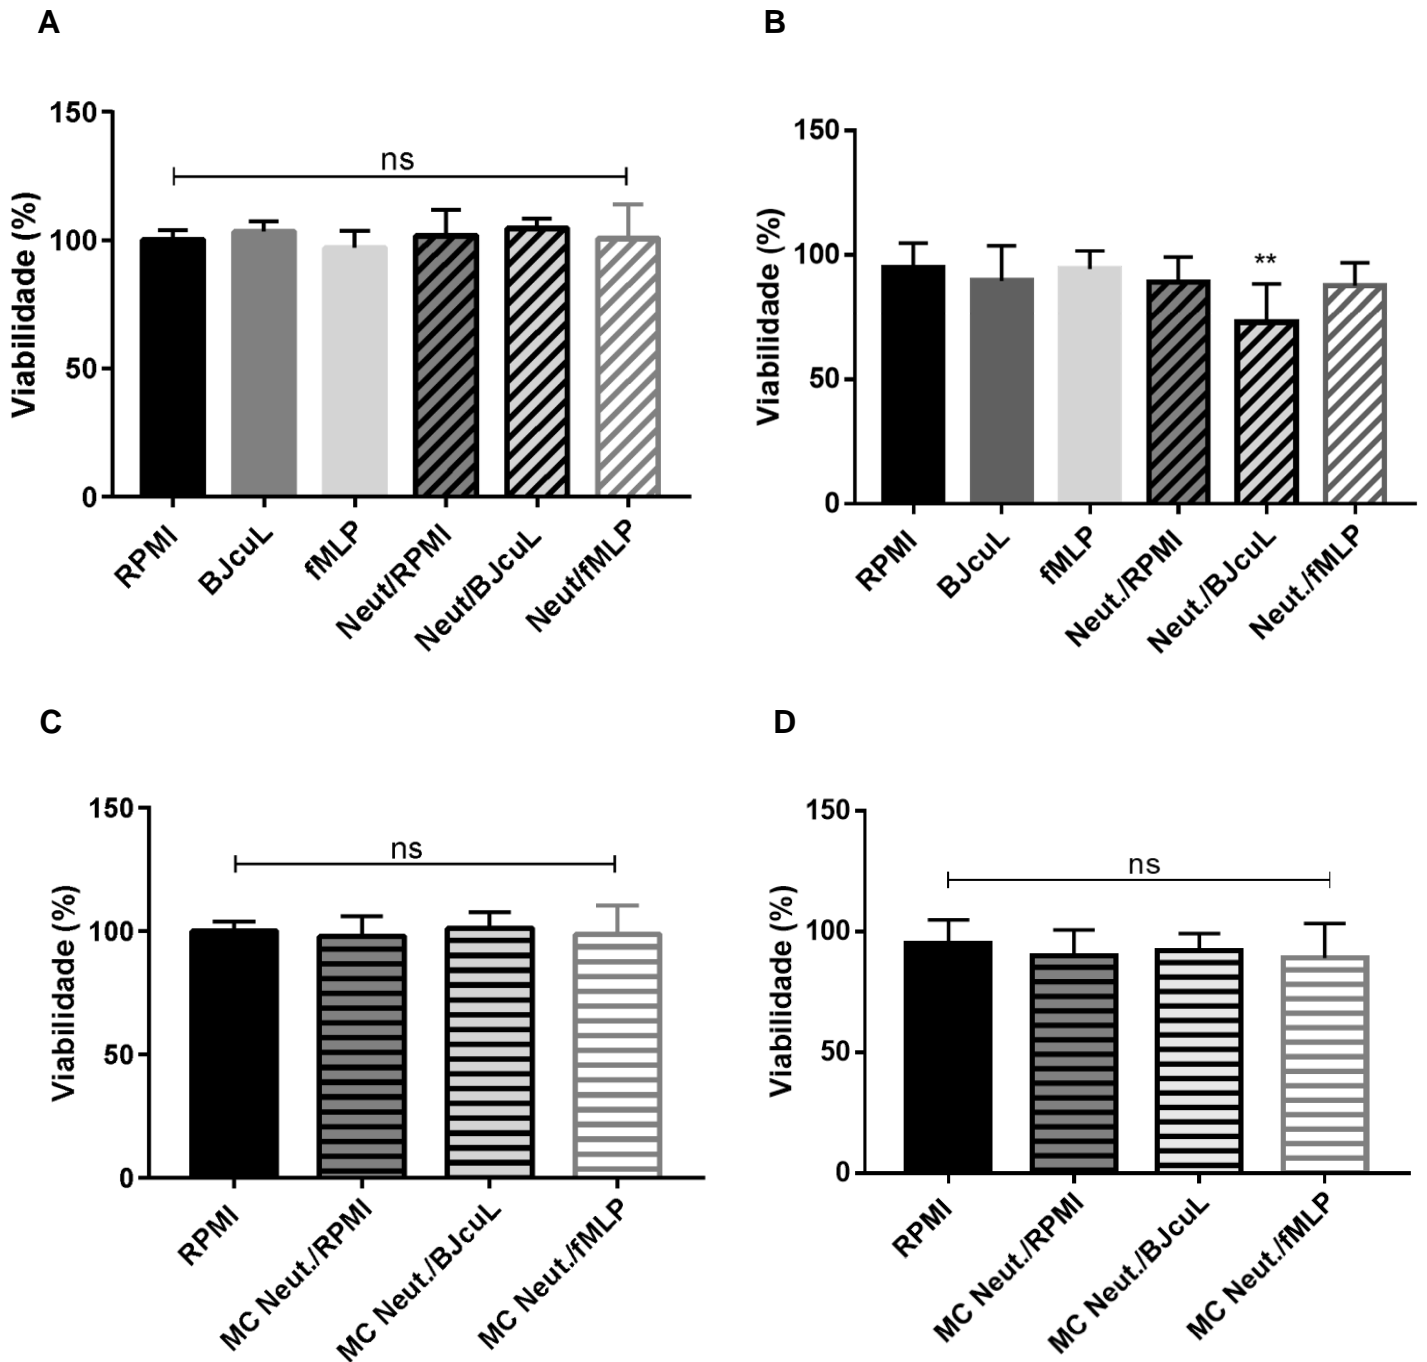 A
150
100
50
0
Viabilidade (%)
ns
RPMI
BJcuL
fMLP
Neut/RPMI
Neut/BJcuL
Neut/fMLP
B
150
100
50
0
Viabilidade (%)
**
RPMI
BJcuL
fMLP
Neut./RPMI
Neut./BJcuL
Neut./fMLP
C
150
100
50
0
Viabilidade (%)
ns
RPMI
MC Neut./RPMI
MC Neut./BJcuL
MC Neut./fMLP
D
150
100
50
0
Viabilidade (%)
ns
RPMI
MC Neut./RPMI
MC Neut./BJcuL
MC Neut./fMLP